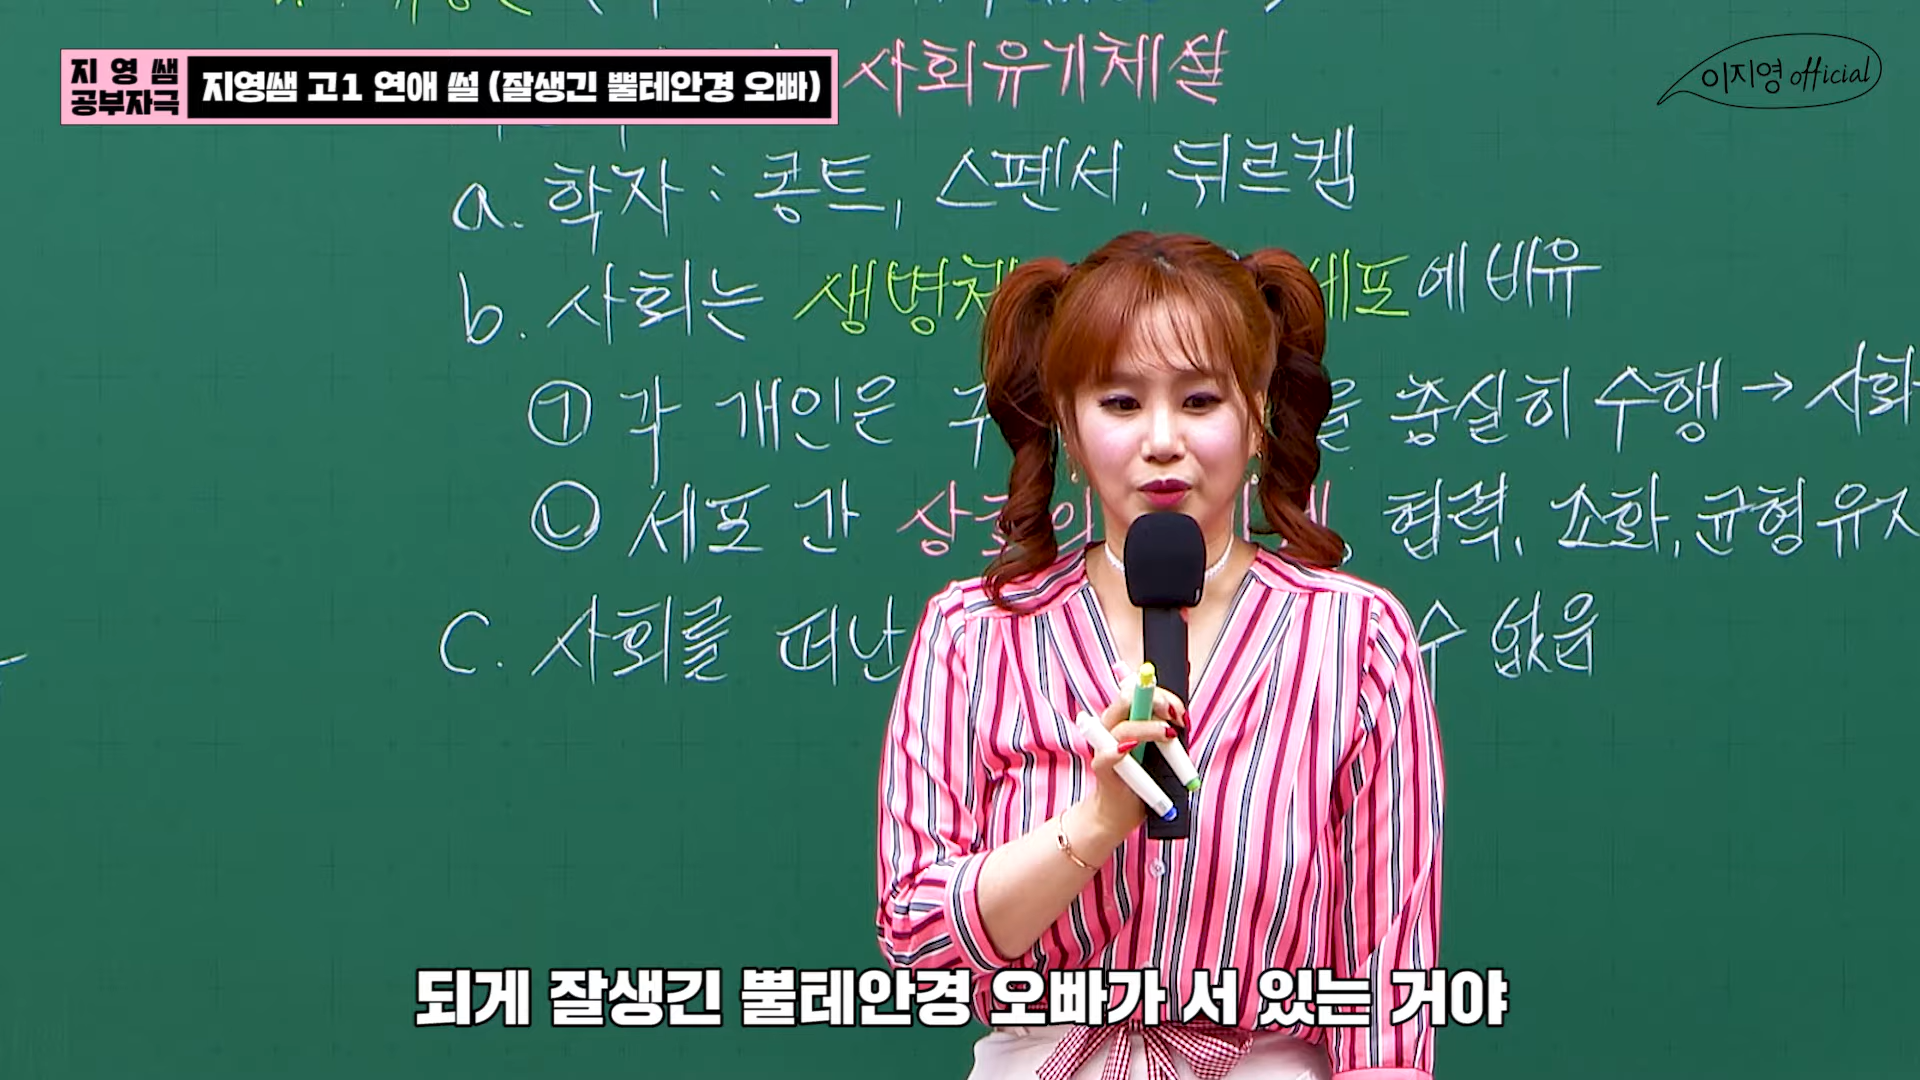 지영쌤
공부자극
지영쌤 고1 연애 썰 (잘생긴 뿔테안경 오빠)
이지영 official
사회유기체설
a. 학자 : 콩트, 스펜서, 뒤르켐
b. 사회는 생명체 세포에 비유
㉠ 각 개인은 을 충실히 수행 → 사회
㉡ 세포 간 협력, 조화, 균형 유지
C. 사회를 떠난 수 없음
되게 잘생긴 뿔테안경 오빠가 서 있는 거야